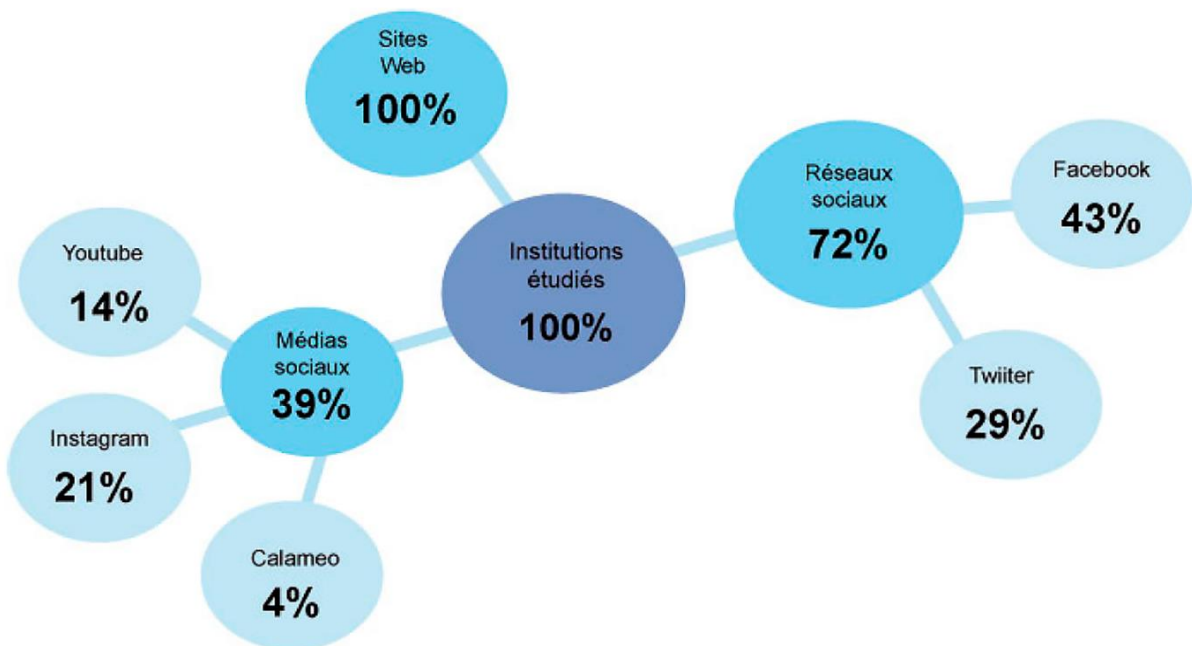 Sites
Web
100%
Réseaux
sociaux
72%
Facebook
43%
Twiiter
29%
Institutions
étudiés
100%
Youtube
14%
Médias
sociaux
39%
Instagram
21%
Calameo
4%